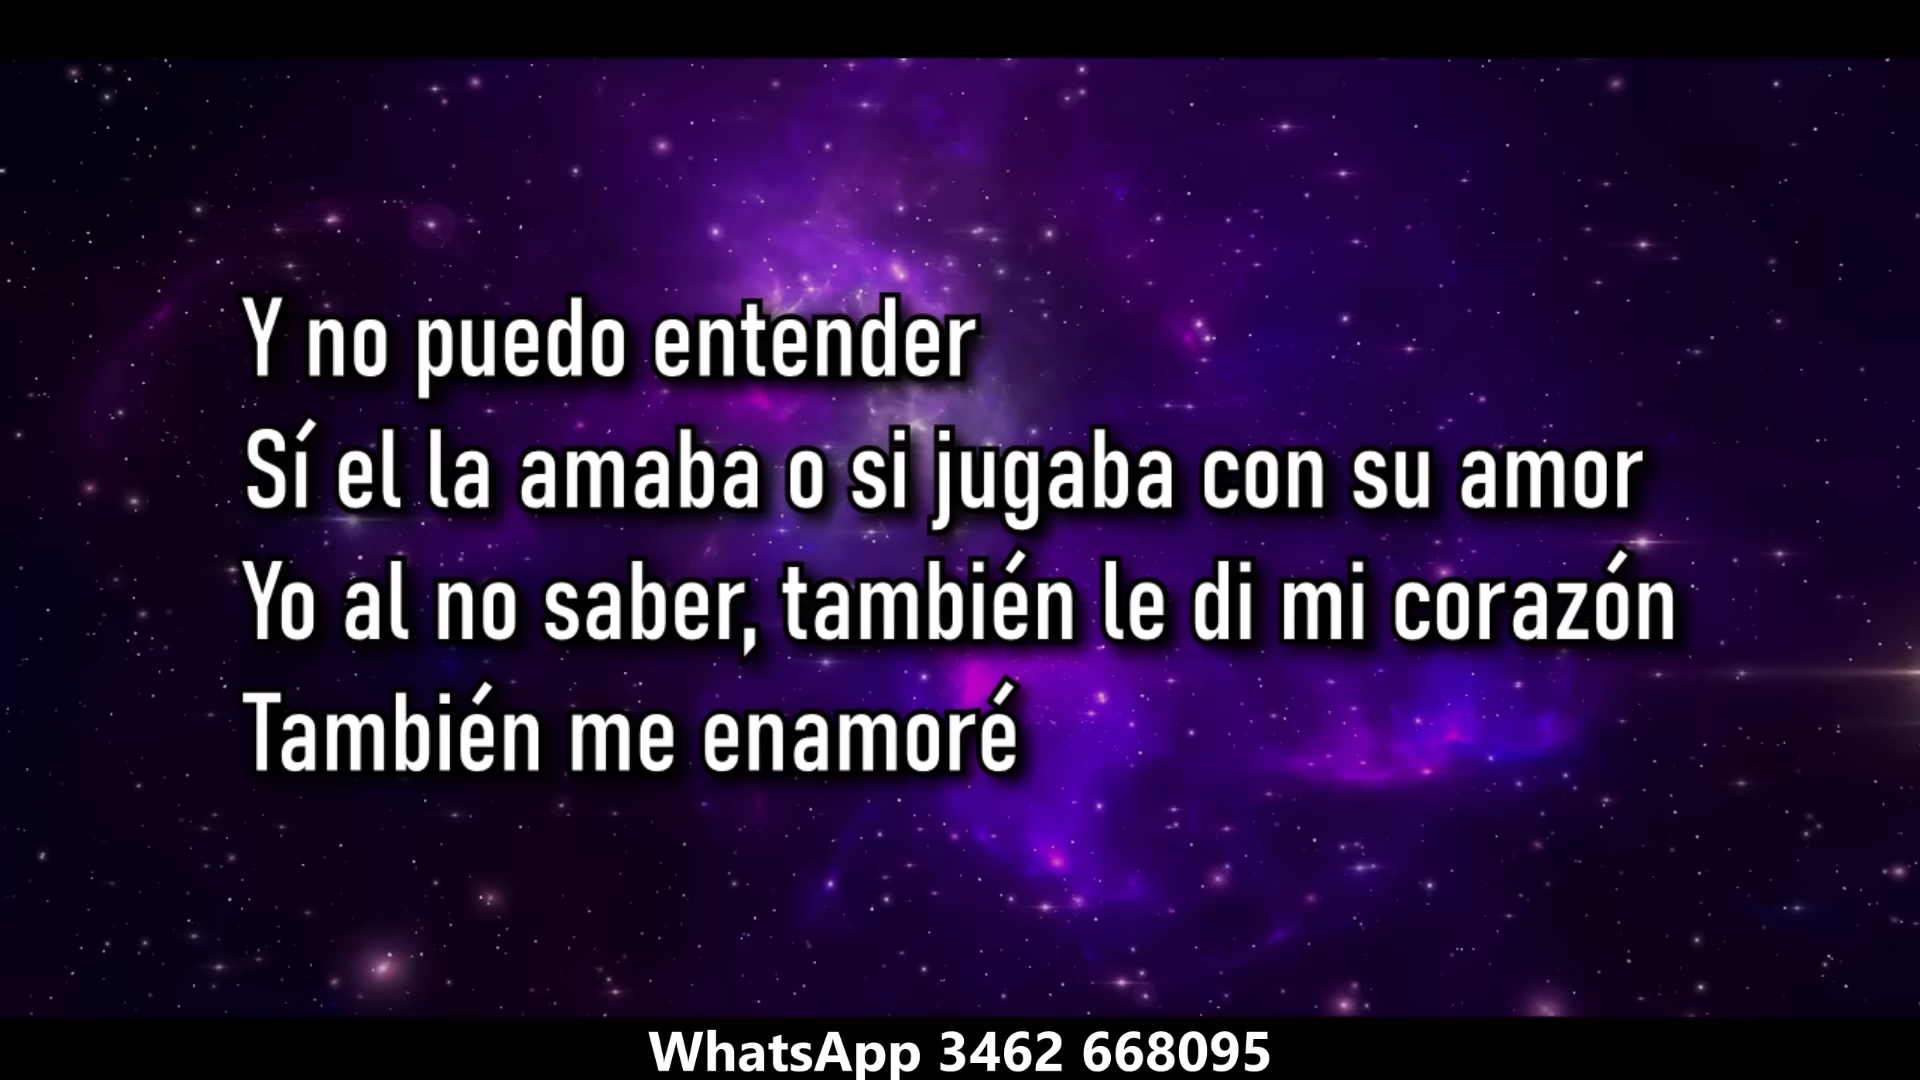 Y no puedo entender
Sí el la amaba o si jugaba con su amor
Yo al no saber, también le di mi corazón
También me enamoré
WhatsApp 3462 668095